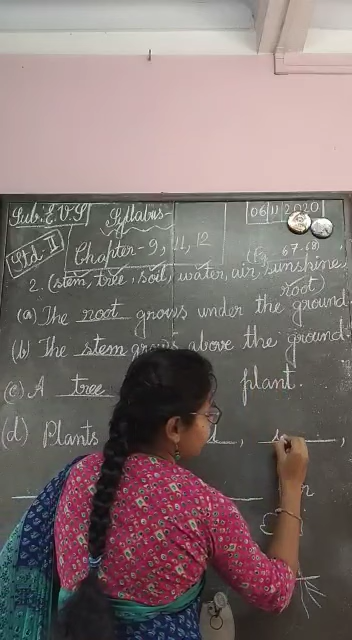 Sub: E.V.S Syllabus- 06 11 2020
Std. II Chapter-9, 11, 12
67-68)
2. (stem, tree, soil, water, air, sunshine,
root)
(a) The root grows under the ground.
(b) The stem grows above the ground.
(c) A tree plant.
(d) Plants , ,